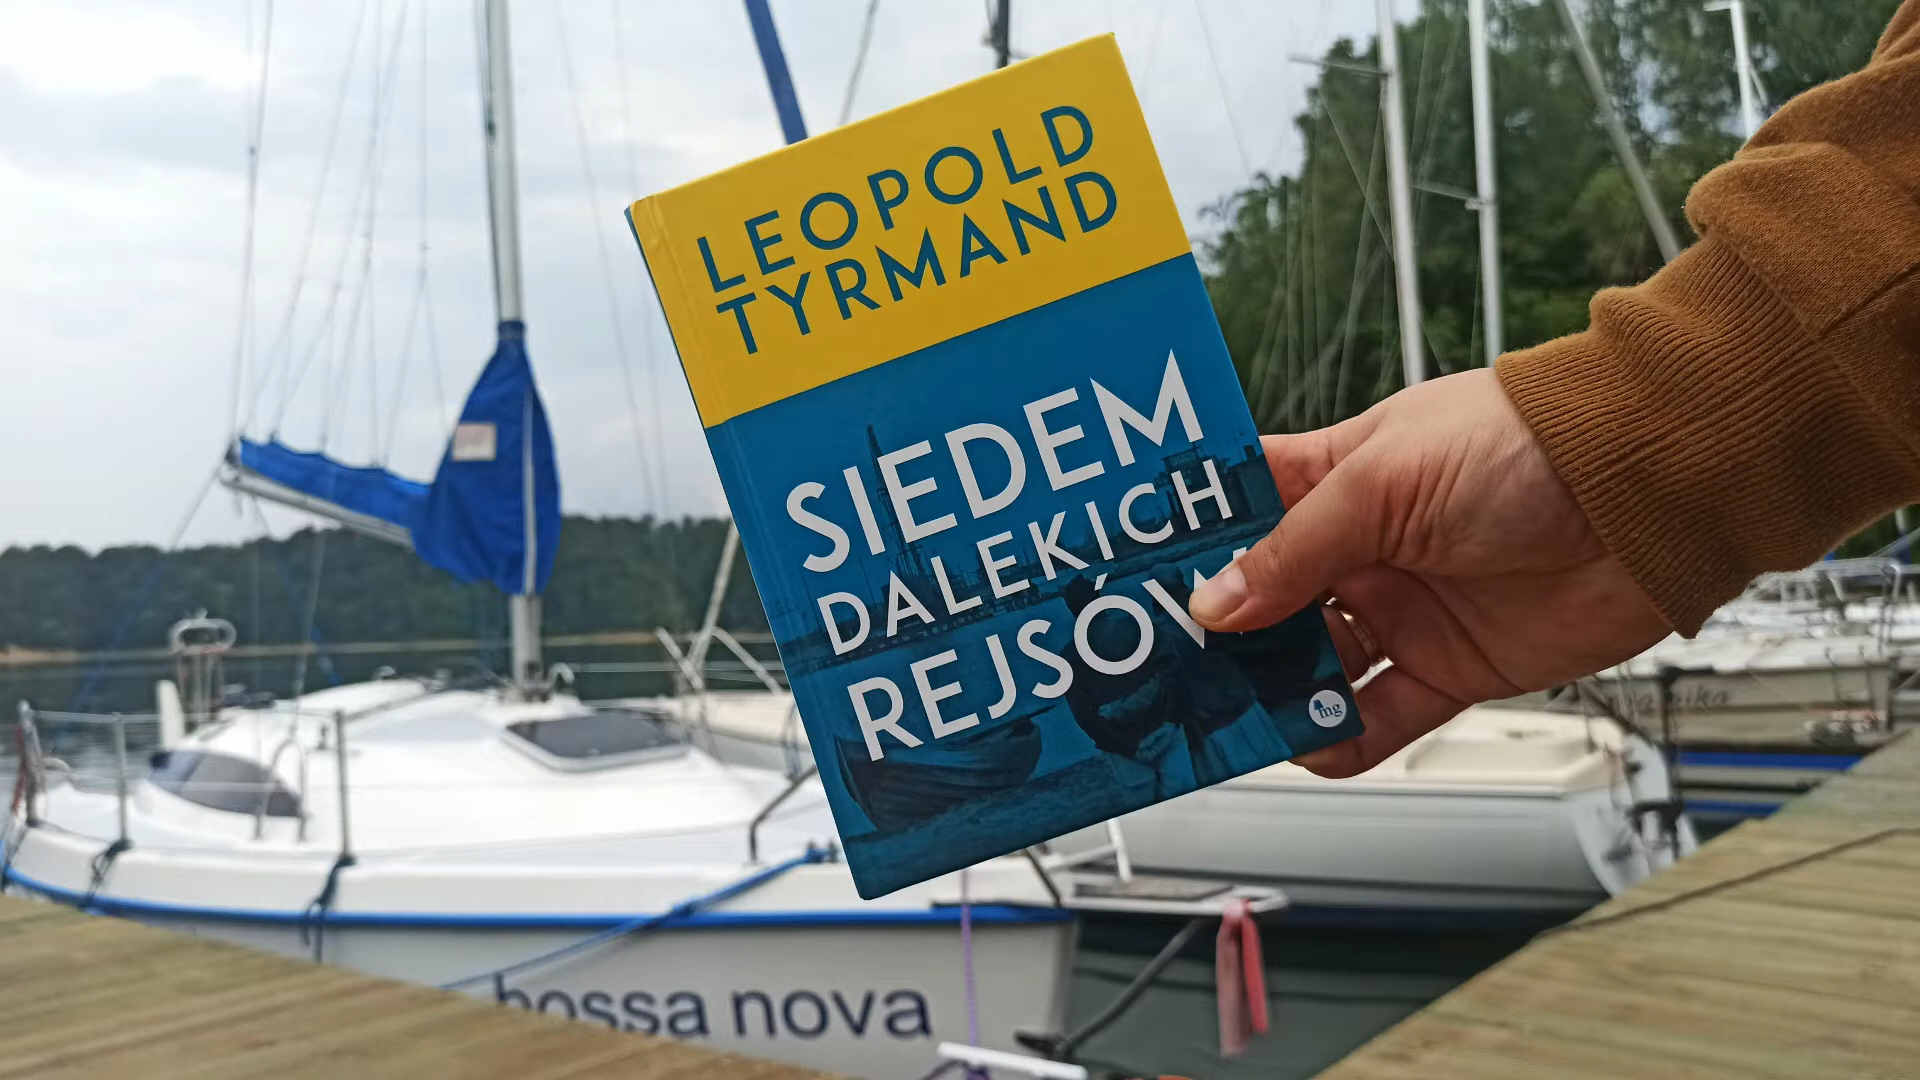 LEOPOLD
TYRMAND
SIEDEM
DALEKICH
REJSÓW
mg
bossa nova